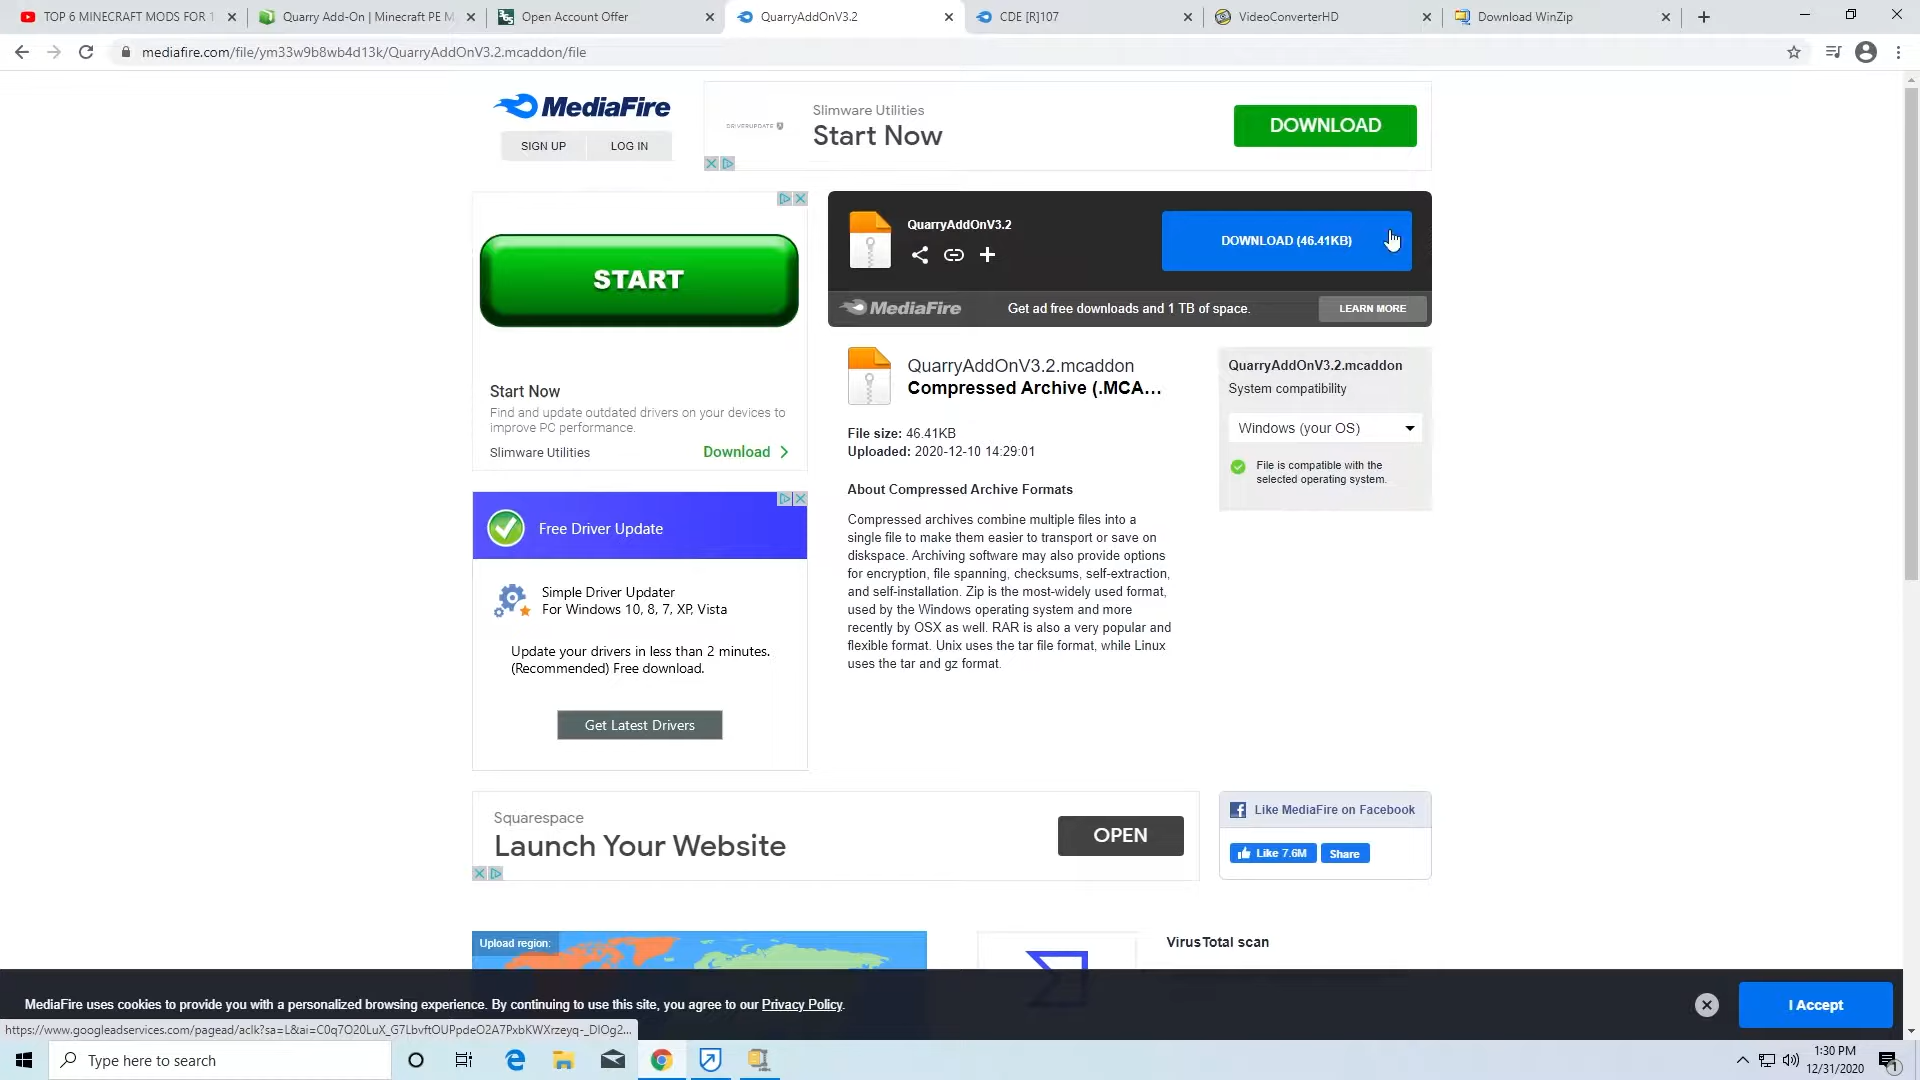 TOP 6 MINECRAFT MODS FOR 1
Quarry Add-On | Minecraft PE M
Open Account Offer
QuarryAddOnV3.2
CDE [R]107
VideoConverterHD
Download WinZip
mediafire.com/file/ym33w9b8wb4d13k/QuarryAddOnV3.2.mcaddon/file
MediaFire
SIGN UP
LOG IN
DRIVERUPDATE
Slimware Utilities
Start Now
DOWNLOAD
START
Start Now
Find and update outdated drivers on your devices to
improve PC performance.
Slimware Utilities
Download
QuarryAddOnV3.2
DOWNLOAD (46.41KB)
MediaFire
Get ad free downloads and 1 TB of space.
LEARN MORE
QuarryAddOnV3.2.mcaddon
Compressed Archive (.MCA...
File size: 46.41KB
Uploaded: 2020-12-10 14:29:01
About Compressed Archive Formats
Compressed archives combine multiple files into a
single file to make them easier to transport or save on
diskspace. Archiving software may also provide options
for encryption, file spanning, checksums, self-extraction,
and self-installation. Zip is the most-widely used format,
used by the Windows operating system and more
recently by OSX as well. RAR is also a very popular and
flexible format. Unix uses the tar file format, while Linux
uses the tar and gz format.
QuarryAddOnV3.2.mcaddon
System compatibility
Windows (your OS)
File is compatible with the
selected operating system.
Free Driver Update
Simple Driver Updater
For Windows 10, 8, 7, XP, Vista
Update your drivers in less than 2 minutes.
(Recommended) Free download.
Get Latest Drivers
Squarespace
Launch Your Website
OPEN
Like MediaFire on Facebook
Like 7.6M
Share
Upload region:
VirusTotal scan
MediaFire uses cookies to provide you with a personalized browsing experience. By continuing to use this site, you agree to our Privacy Policy.
I Accept
https://www.googleadservices.com/pagead/aclk?sa=L&ai=C0q7O20LuX_G7LbvftOUPpdeO2A7PxbKWXrzeyq-_DIOg2...
Type here to search
1:30 PM
12/31/2020
1